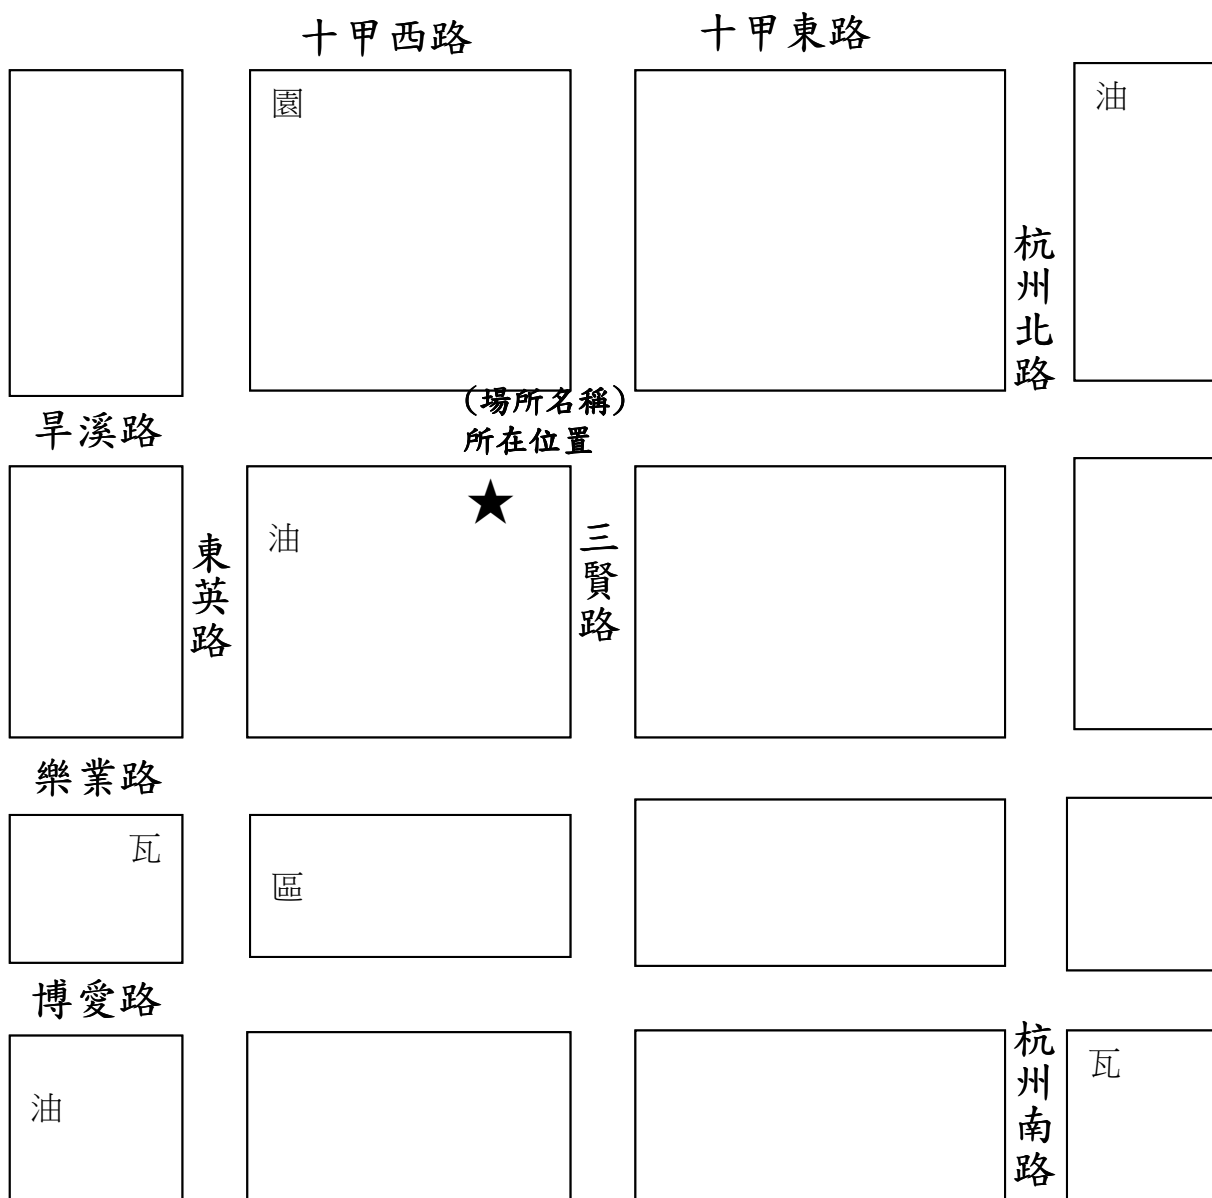 十甲西路
十甲東路
園
油
杭州北路
(場所名稱)
所在位置
旱溪路
油
東英路
三賢路
樂業路
瓦
區
博愛路
杭州南路
瓦
油